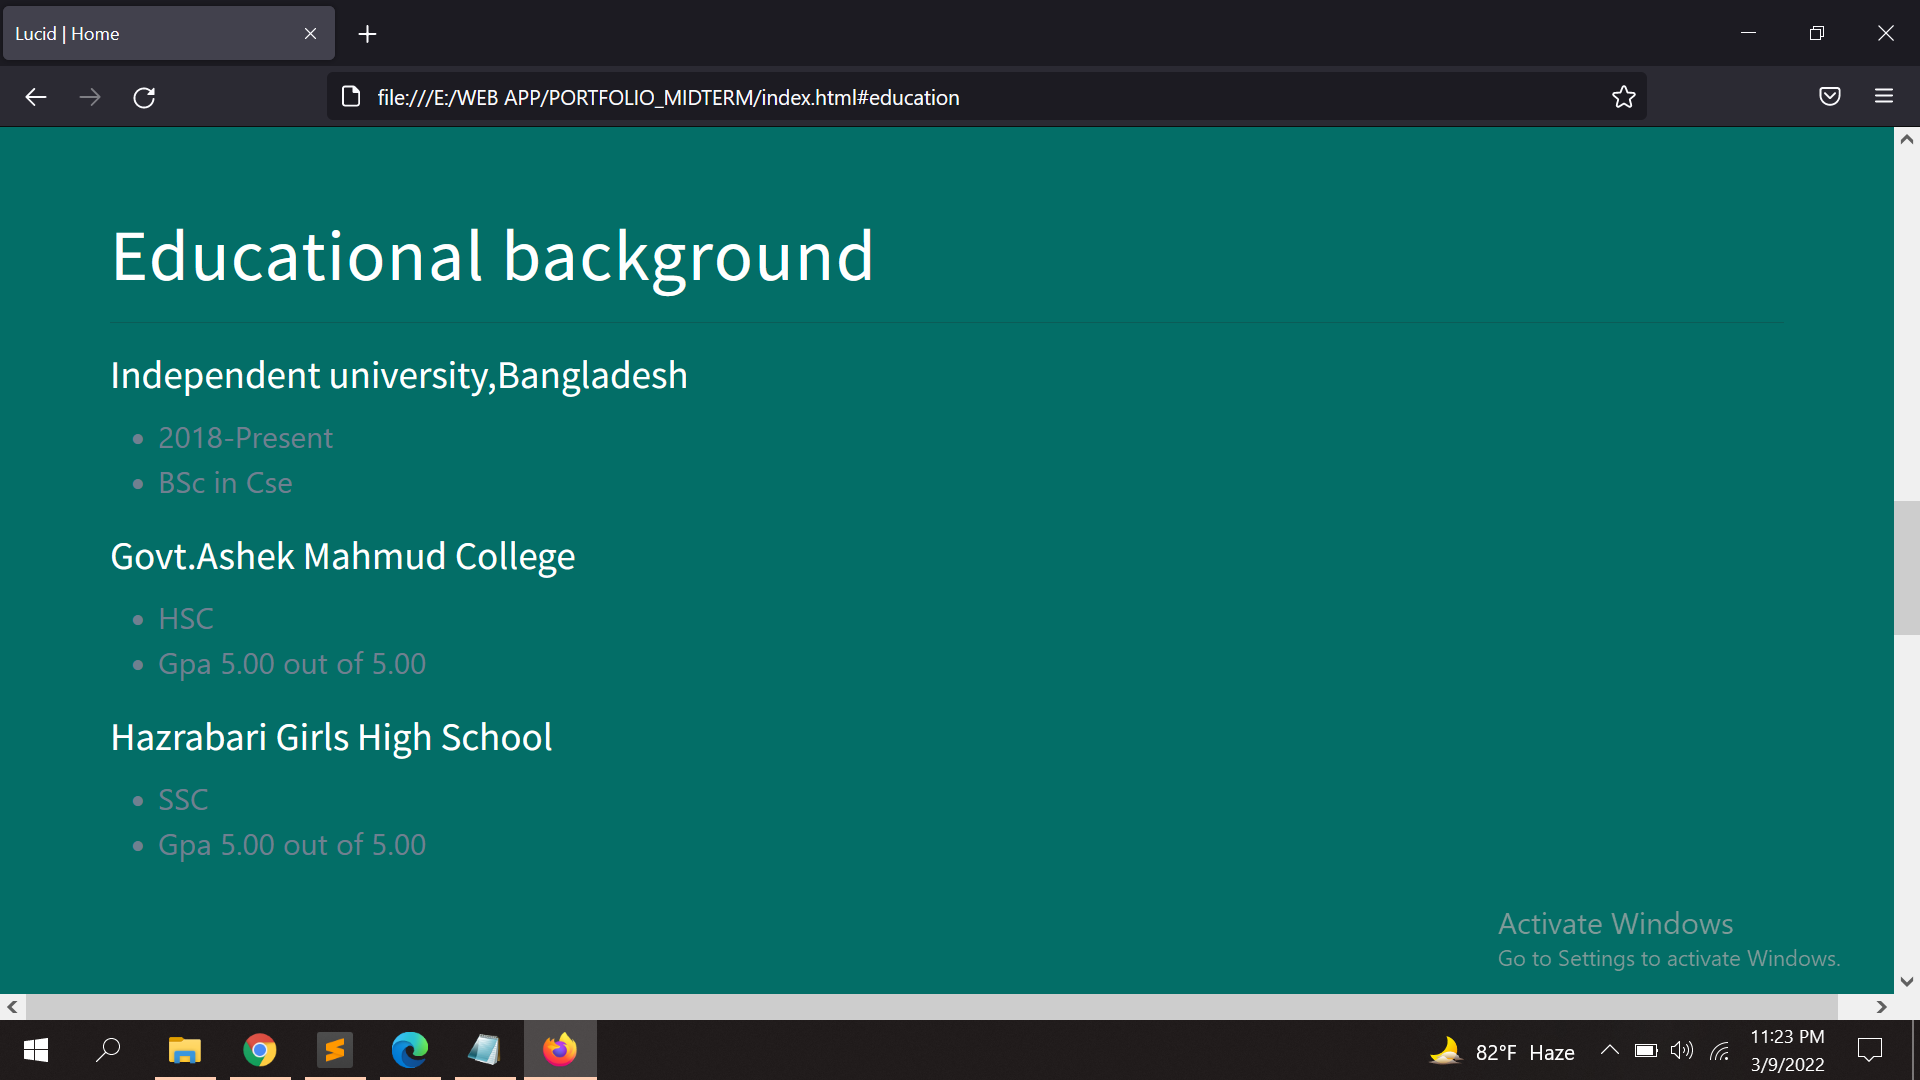 Lucid | Home
file:///E:/WEB APP/PORTFOLIO_MIDTERM/index.html#education
Educational background
Independent university,Bangladesh
2018-Present
BSc in Cse
Govt.Ashek Mahmud College
HSC
Gpa 5.00 out of 5.00
Hazrabari Girls High School
SSC
Gpa 5.00 out of 5.00
Activate Windows
Go to Settings to activate Windows.
82°F Haze
11:23 PM
3/9/2022